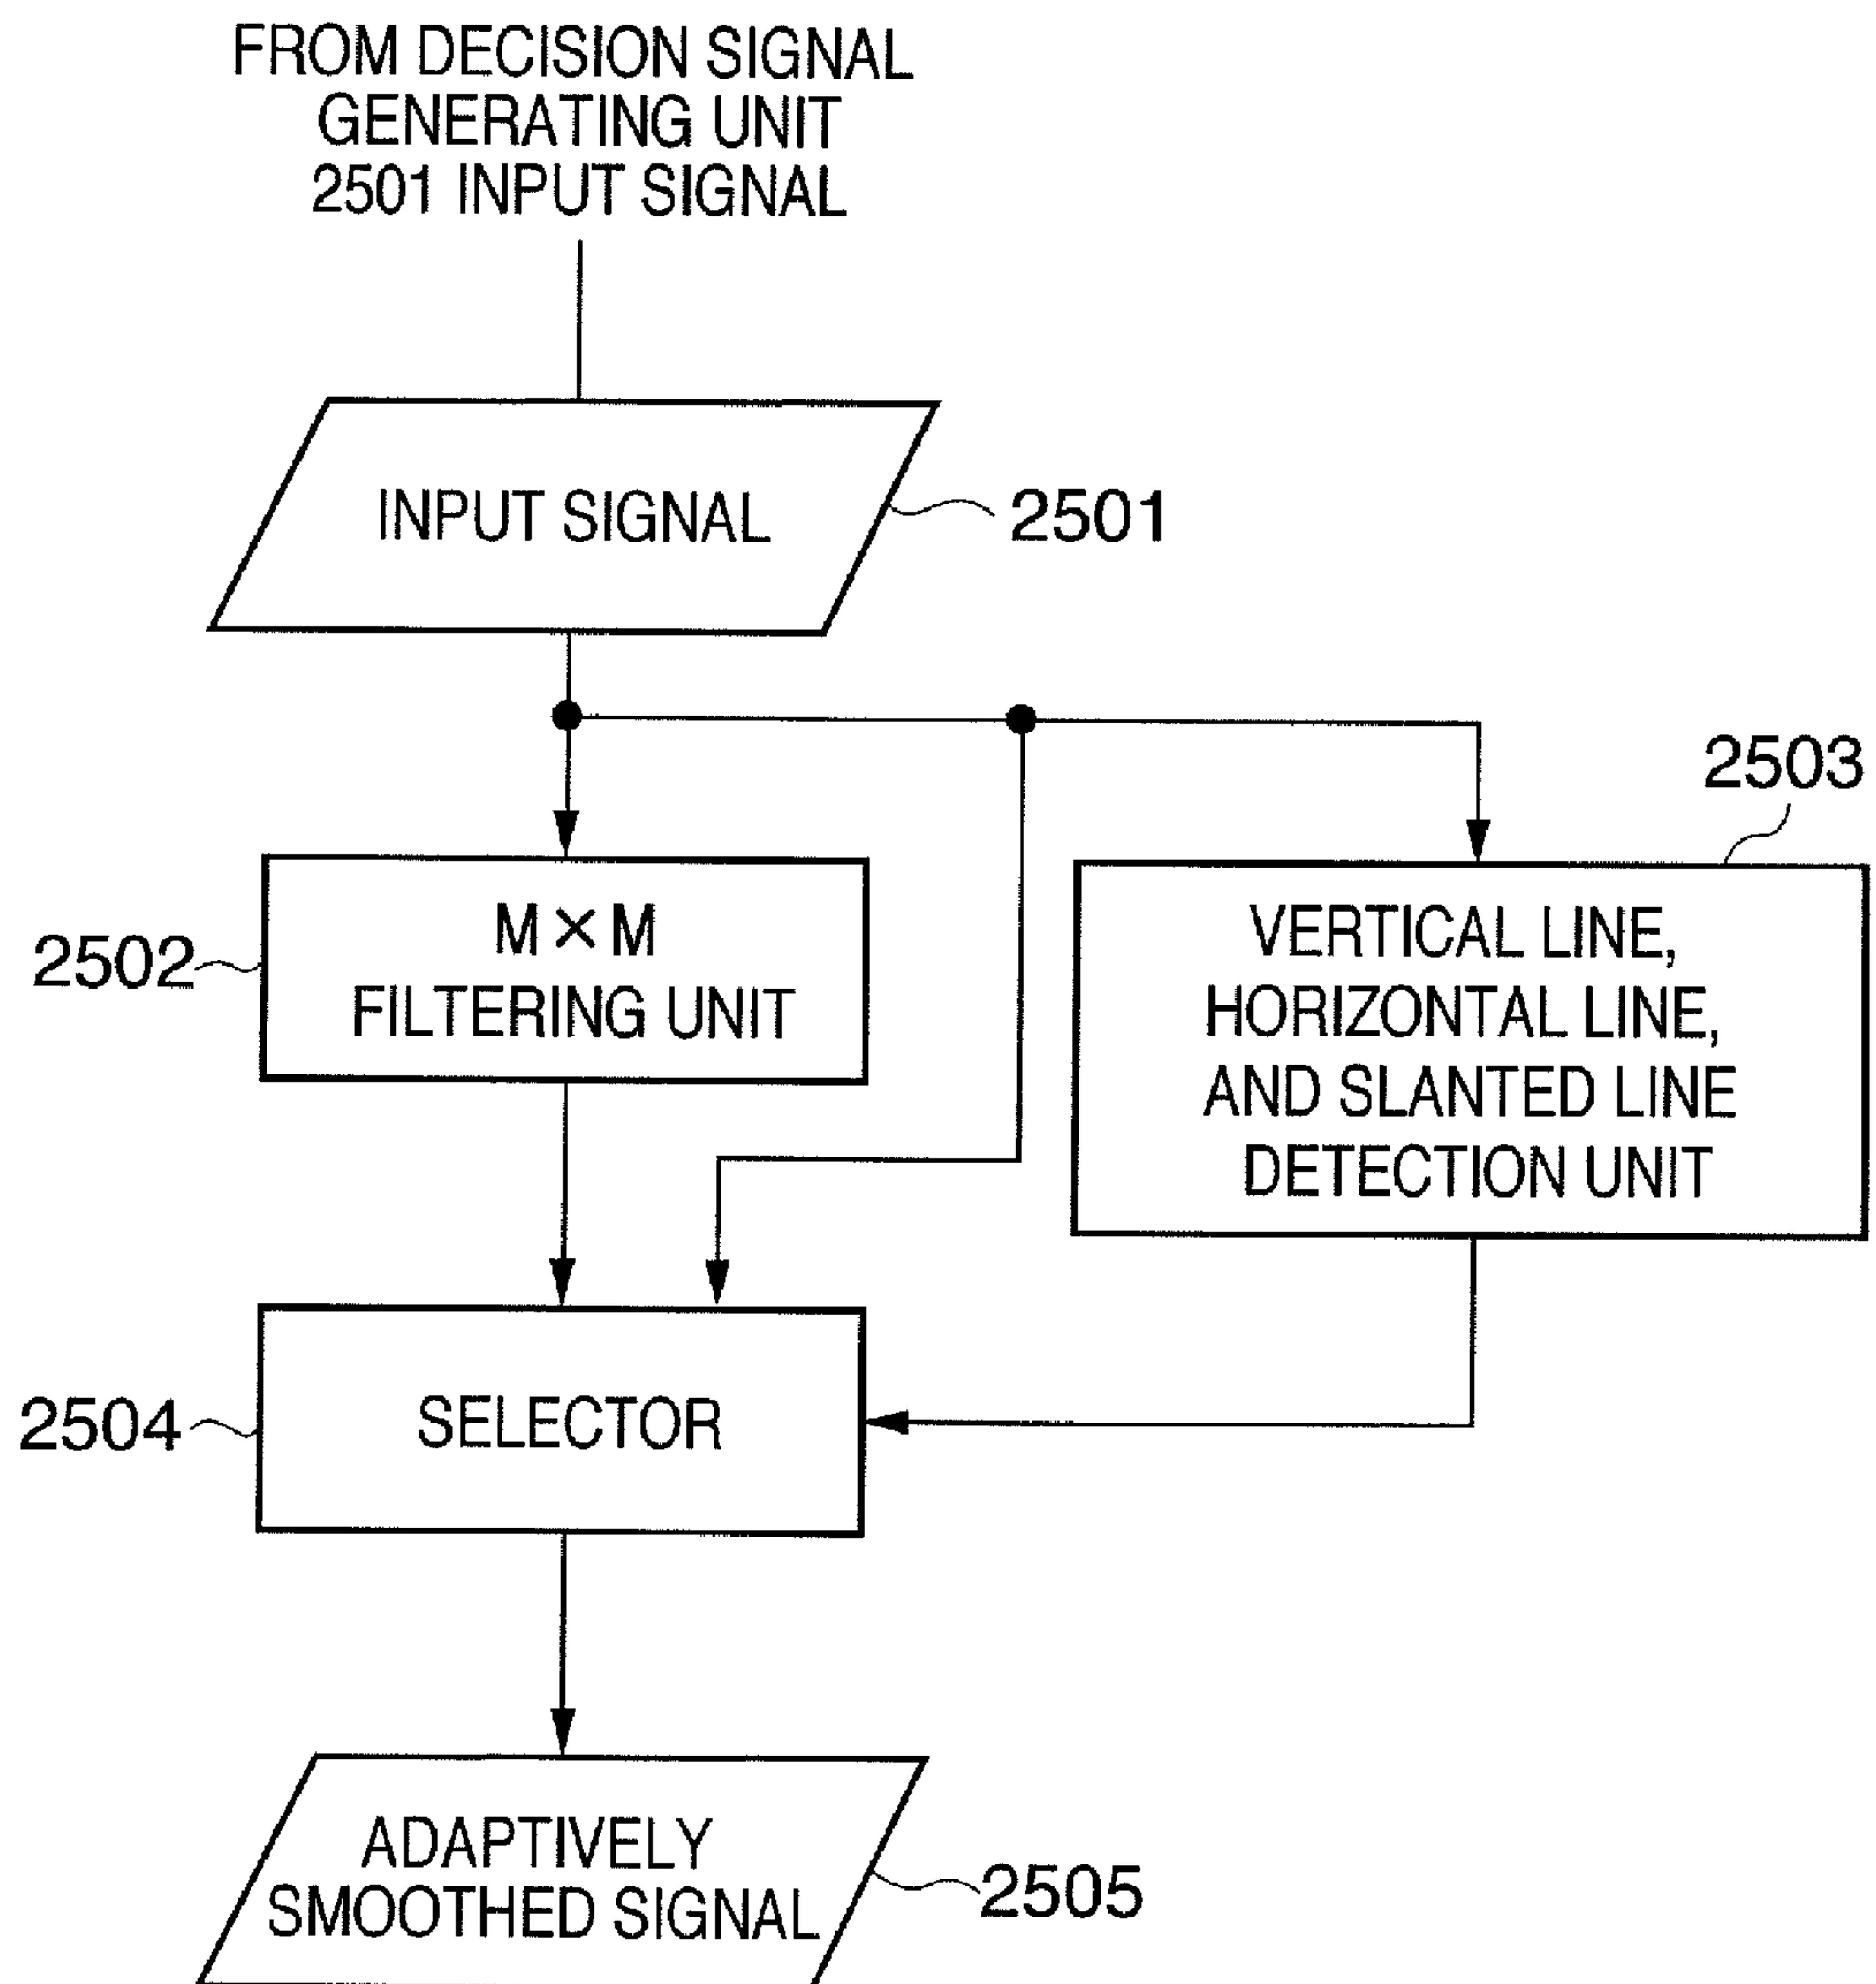 FROM DECISION SIGNAL
GENERATING UNIT
2501 INPUT SIGNAL
INPUT SIGNAL
2501
2503
M × M
FILTERING UNIT
2502
VERTICAL LINE,
HORIZONTAL LINE,
AND SLANTED LINE
DETECTION UNIT
SELECTOR
2504
ADAPTIVELY
SMOOTHED SIGNAL
2505